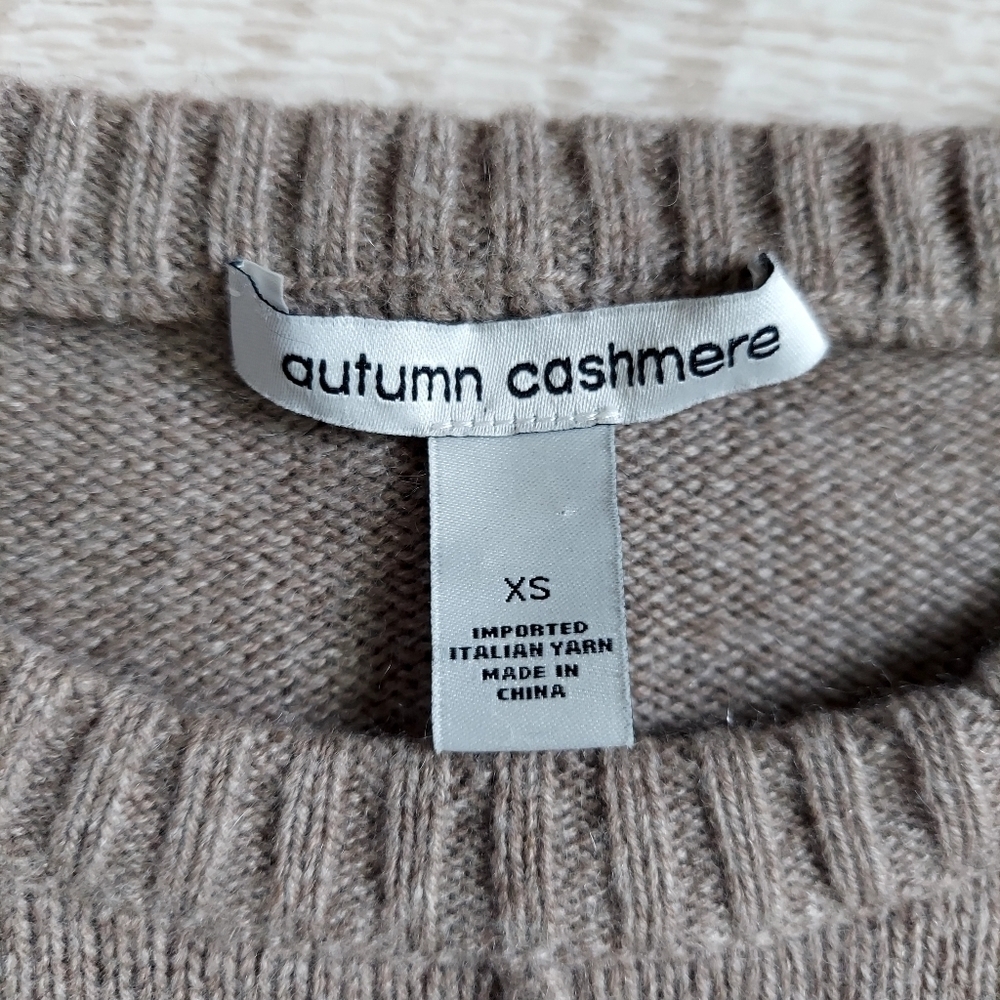 autumn cashmere
XS
IMPORTED
ITALIAN YARN
MADE IN
CHINA